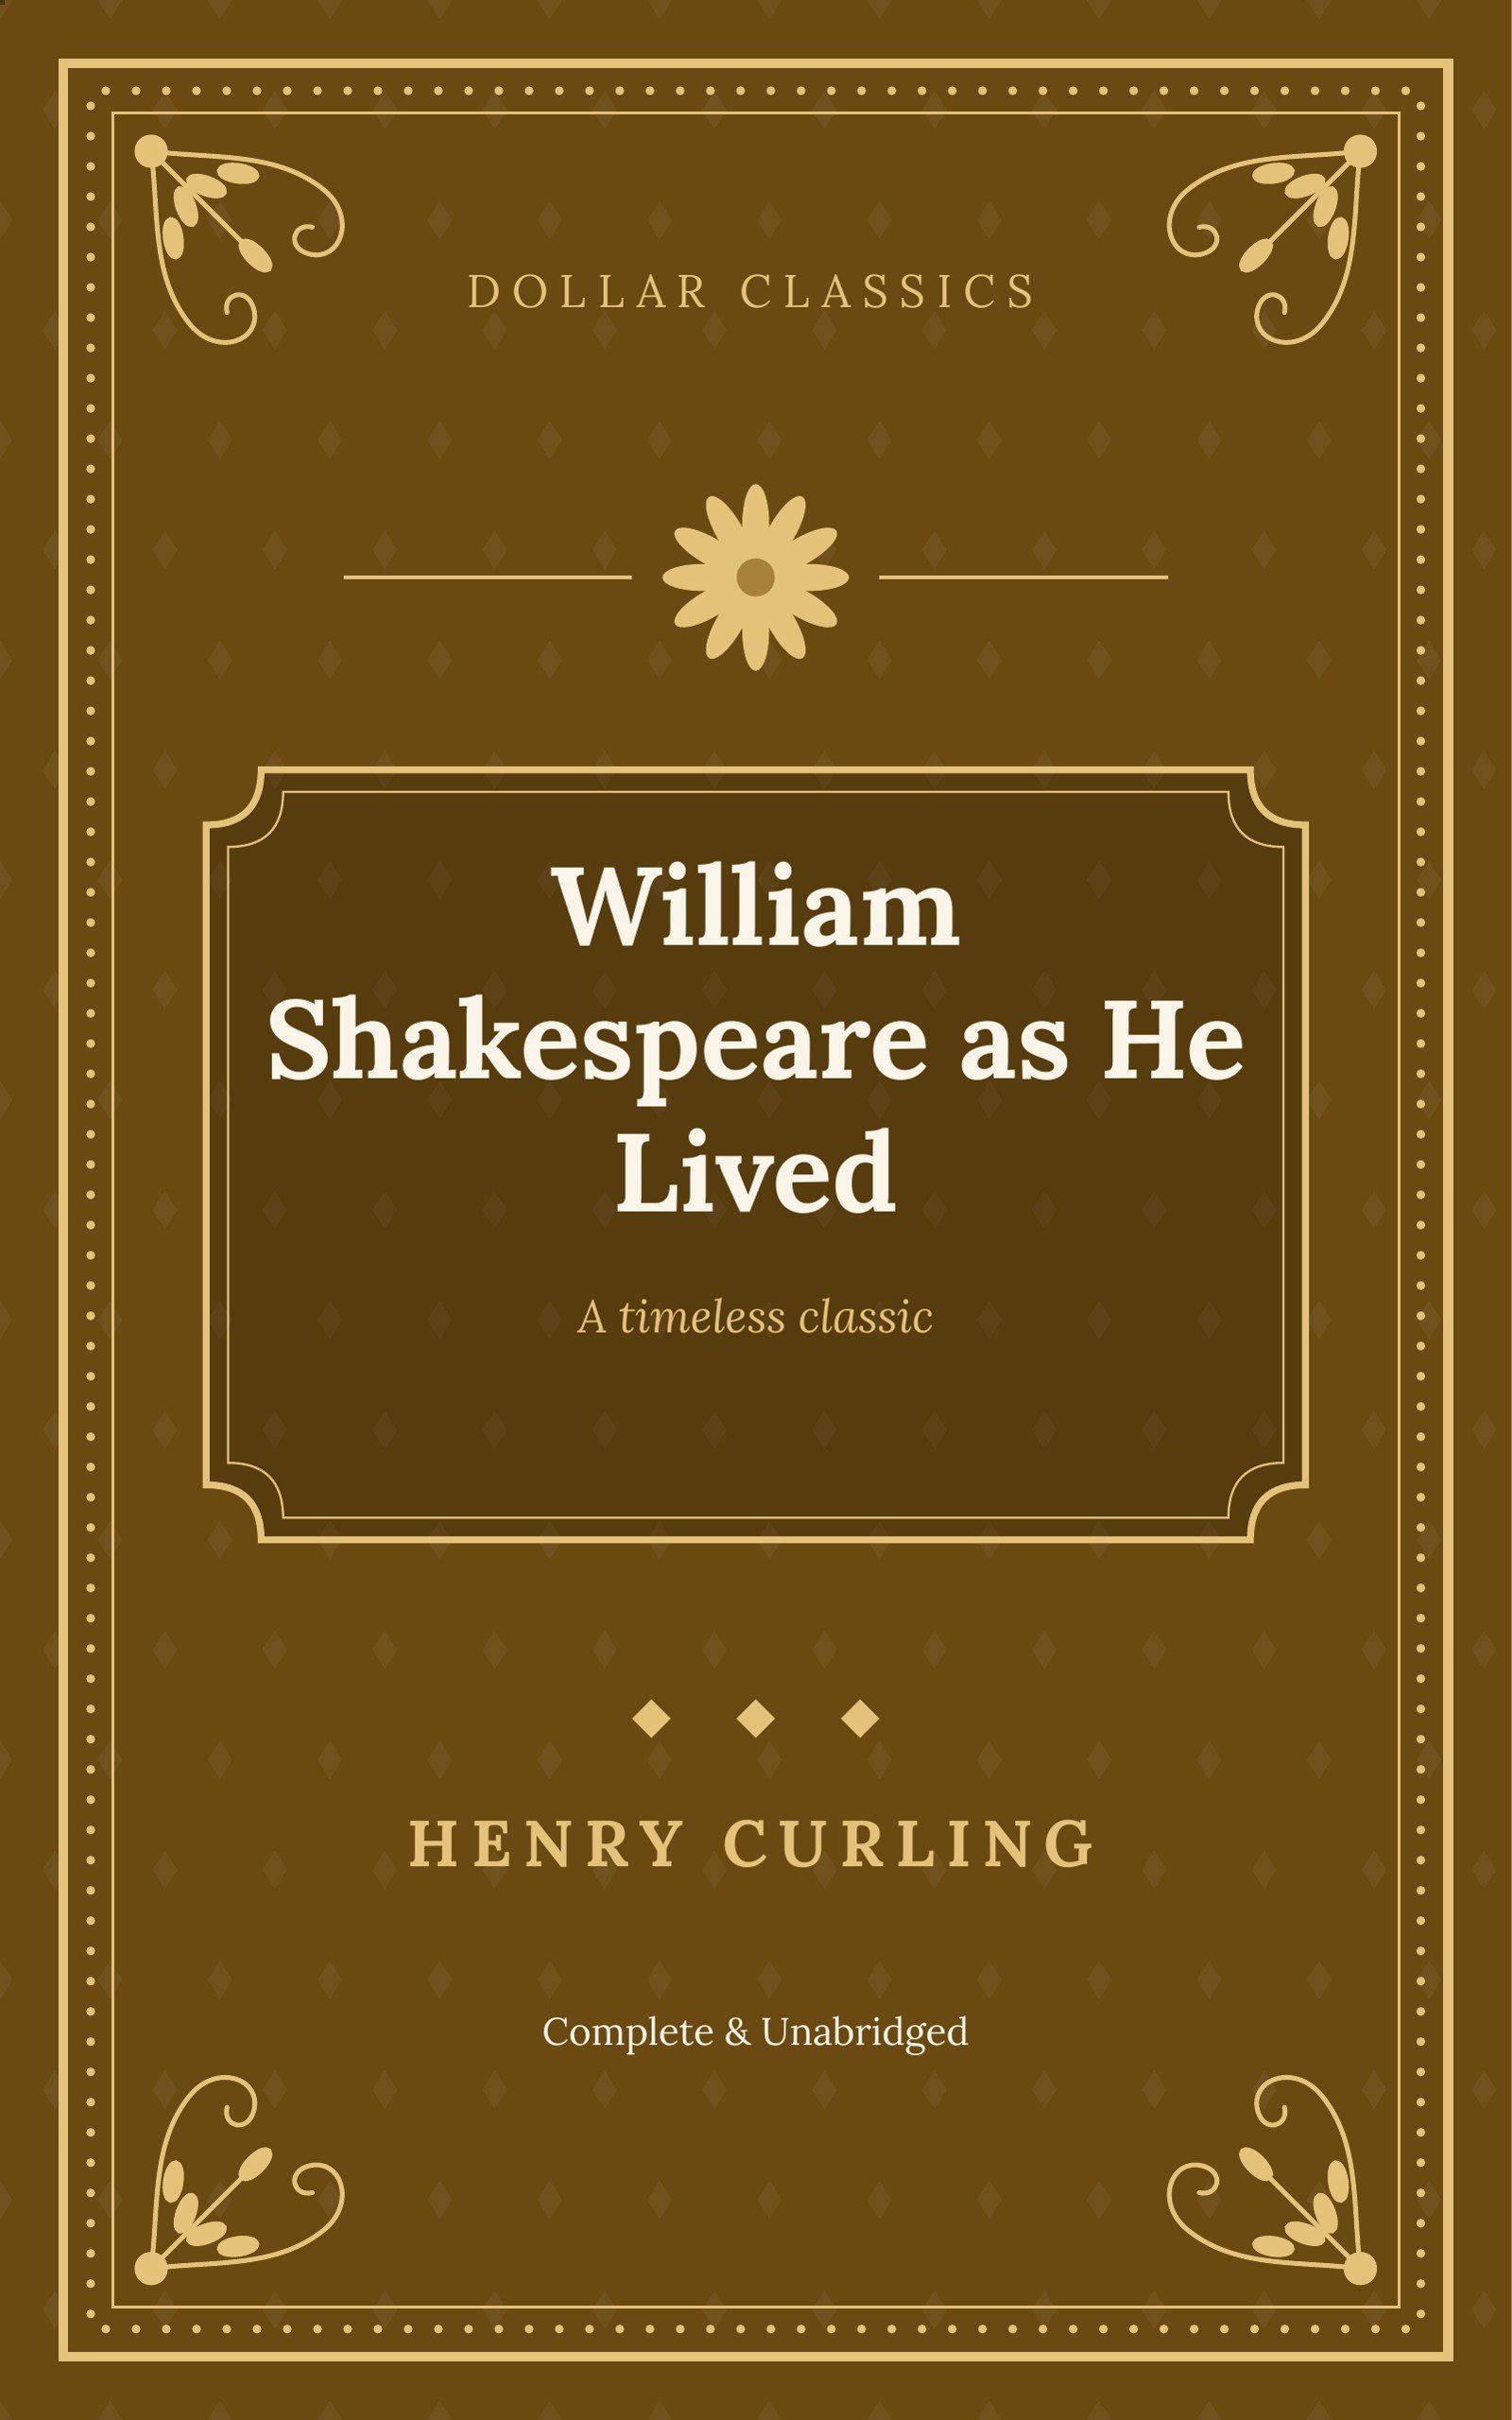 DOLLAR CLASSICS
William
Shakespeare as He
Lived
A timeless classic
HENRY CURLING
Complete & Unabridged